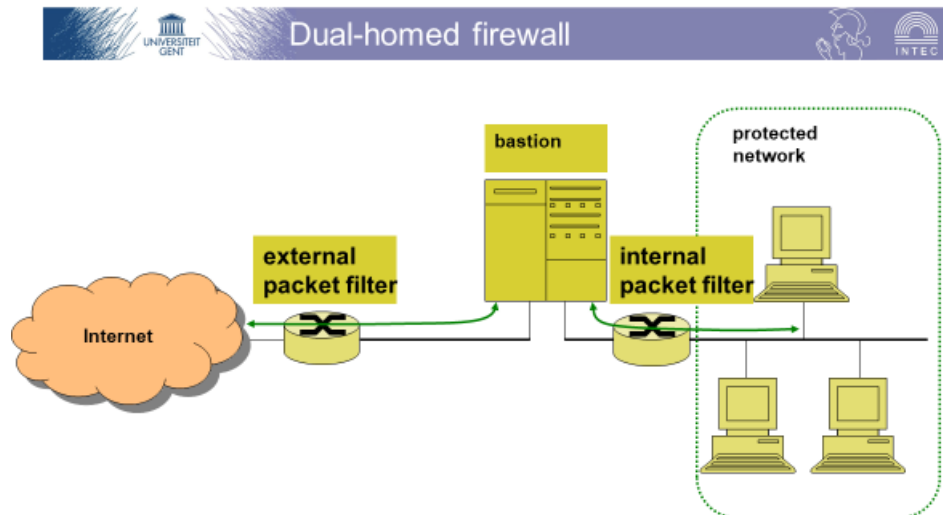 UNIVERSITEIT
GENT
Dual-homed firewall
INTEC
bastion
protected
network
external
packet filter
internal
packet filter
Internet